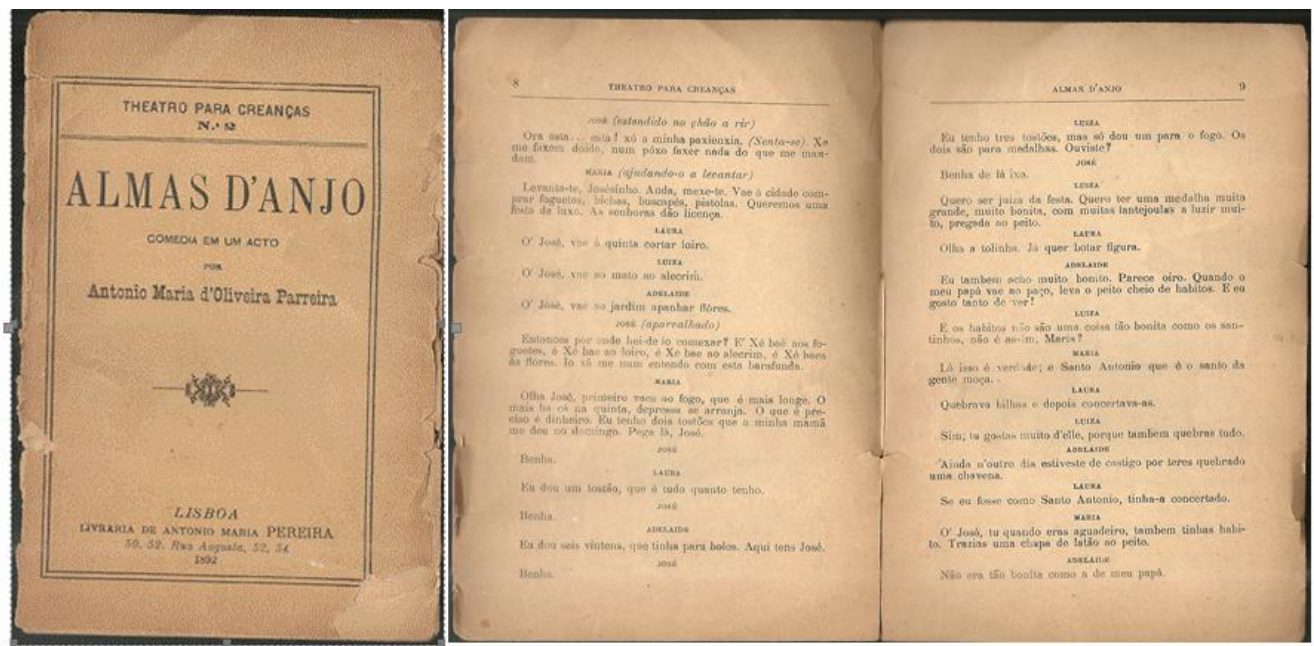 THEATRO PARA CREANÇAS
N.º 2
ALMAS D'ANJO
COMEDIA EM UM ACTO
POR
Antonio Maria d'Oliveira Parreira
LISBOA
LIVRARIA DE ANTONIO MARIA PEREIRA
50, 52, Rua Augusta, 52, 54
1892
8
THEATRO PARA CREANÇAS
JOSÉ (estendido no chão a rir)
Ora esta... esta! xó a minha paxienxia. (Senta-se). Xe
me faxem doido, num póxo faxer nada do que me man-
dam.
MARIA (ajudando-o a levantar)
Levanta-te, Josésinho. Anda, mexe-te. Vae á cidade com-
prar foguetes, bichas, buscapés, pistolas. Queremos uma
festa de luxo. As senhoras dão licença.
LAURA
O' José, vae á quinta cortar loiro.
LUIZA
O' José, vae ao mato ao alecrim.
ADELAIDE
O' José, vae ao jardim apanhar flôres.
JOSÉ (aparvalhado)
Entonces por onde hei-de io comexar? E' Xé bae aos fo-
guetes, é Xé bae ao loiro, é Xé bae ao alecrim, é Xé baes
ás flôres. Io xá me num entendo com esta barafunda.
MARIA
Olha José, primeiro vaes ao fogo, que é mais longe. O
mais ha cá na quinta, depressa se arranja. O que é pre-
ciso é dinheiro. Eu tenho dois tostões que a minha mamã
me deu no domingo. Pega lá, José.
JOSÉ
Benha.
LAURA
Eu dou um tostão, que é tudo quanto tenho.
JOSÉ
Benha.
ADELAIDE
Eu dou seis vintens, que tinha para bolos. Aqui tens José.
JOSÉ
Benha.
ALMAS D'ANJO
9
LUIZA
Eu tenho tres tostões, mas só dou um para o fogo. Os
dois são para medalhas. Ouviste?
JOSÉ
Benha de lá ixo.
LUIZA
Quero ser juiza da festa. Quero ter uma medalha muito
grande, muito bonita, com muitas lantejoulas a luzir mui-
to, pregada no peito.
LAURA
Olha a tolinha. Já quer botar figura.
ADELAIDE
Eu tambem acho muito bonito. Parece oiro. Quando o
meu papá vae ao paço, leva o peito cheio de habitos. E eu
gosto tanto de ver!
LUIZA
E os habitos não são uma coisa tão bonita como os san-
tinhos, não é assim, Maria?
MARIA
Lá isso é verdade; e Santo Antonio que é o santo da
gente moça.
LAURA
Quebrava bilhas e depois concertava-as.
LUIZA
Sim; tu gostas muito d'elle, porque tambem quebras tudo.
ADELAIDE
Ainda n'outro dia estiveste de castigo por teres quebrado
uma chavena.
LAURA
Se eu fosse como Santo Antonio, tinha-a concertado.
MARIA
O' José, tu quando eras aguadeiro, tambem tinhas habi-
to. Trazias uma chapa de latão ao peito.
ADELAIDE
Não era tão bonita como a de meu papá.